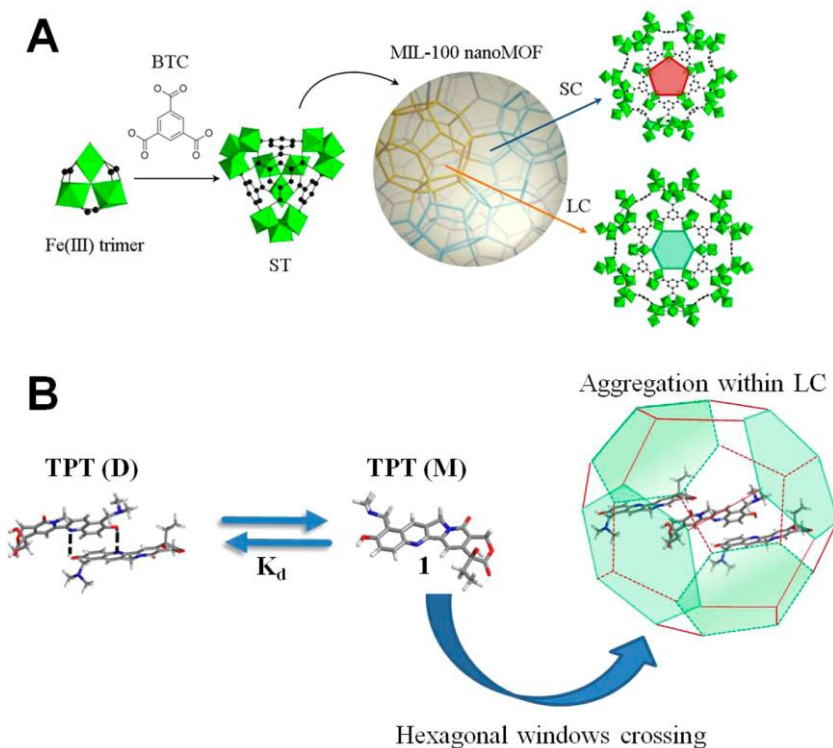 A
BTC
O
O
O
O
O
O
Fe(III) trimer
ST
MIL-100 nanoMOF
SC
LC
B
Aggregation within LC
TPT (D)
TPT (M)
Kd
1
Hexagonal windows crossing